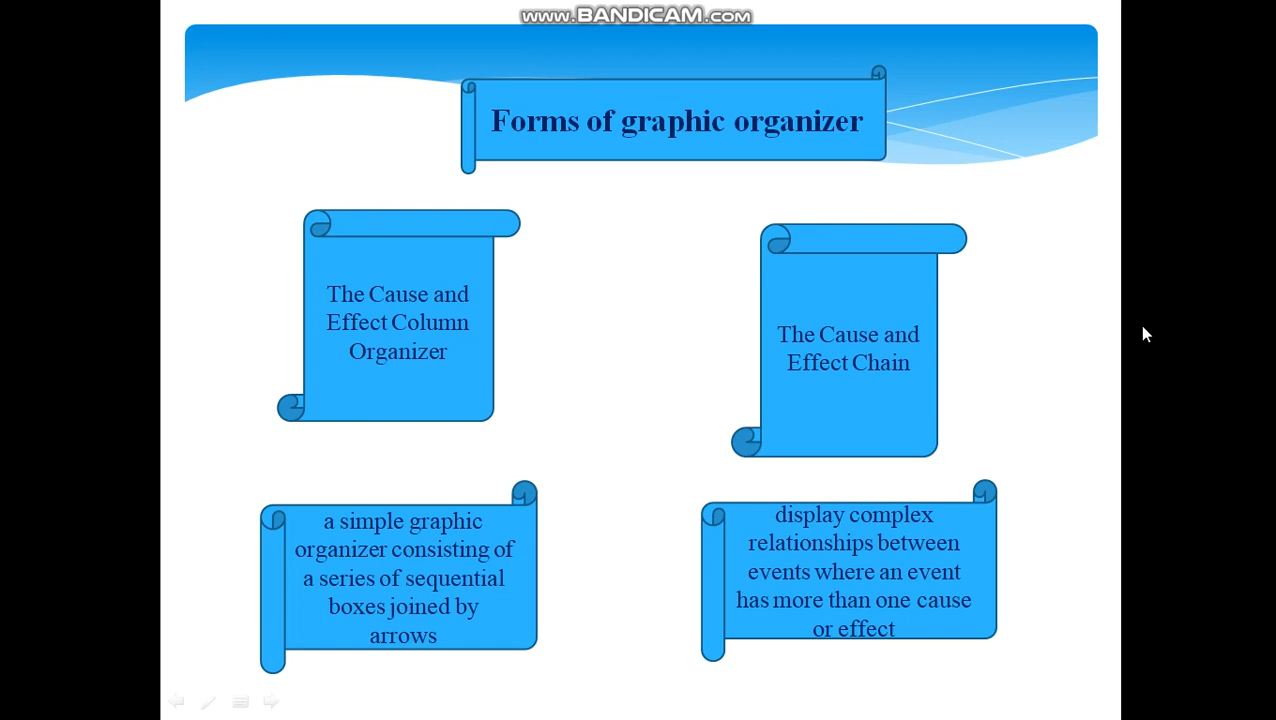 www.BANDICAM.com
Forms of graphic organizer
The Cause and
Effect Column
Organizer
The Cause and
Effect Chain
a simple graphic
organizer consisting of
a series of sequential
boxes joined by
arrows
display complex
relationships between
events where an event
has more than one cause
or effect